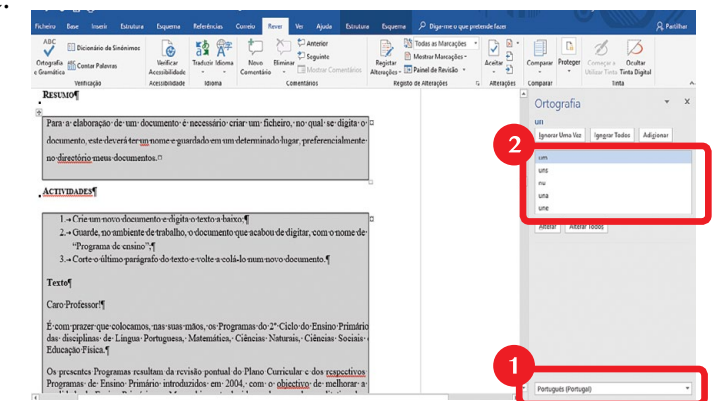 Ficheiro Base Inserir Estrutura Esquema Referências Correio Rever Ver Ajuda Estrutura Esquema Diga-me o que pretende fazer Partilhar
ABC
Ortografia e Gramática
Dicionário de Sinónimos
Contar Palavras
Verificação
Verificar Acessibilidade
Acessibilidade
Traduzir Idioma
Idioma
Novo Comentário
Eliminar
Anterior
Seguinte
Mostrar Comentários
Comentários
Registar Alterações
Todas as Marcações
Mostrar Marcações
Painel de Revisão
Registo de Alterações
Aceitar
Alterações
Comparar
Comparar
Proteger
Começar a Utilizar Tinta
Ocultar Tinta Digital
Tinta
RESUMO¶
Para·a·elaboração·de·um·documento·é·necessário·criar·um·ficheiro,·no·qual·se·digita·o·
documento,·este·deverá·ter·un·nome·e·guardado·em·um·determinado·lugar,·preferencialmente·
no·directório·meus·documentos.¤
ACTIVIDADES¶
1.→Crie·um·novo·documento·e·digita·o·texto·a·baixo;¶
2.→Guarde,·no·ambiente·de·trabalho,·o·documento·que·acabou·de·digitar,·com·o·nome·de·
“Programa·de·ensino”;¶
3.→Corte·o·último·parágrafo·do·texto·e·volte·a·colá-lo·num·novo·documento.¶
Texto¶
Caro·Professor!¶
É·com·prazer·que·colocamos,·nas·suas·mãos,·os·Programas·do·2º·Ciclo·do·Ensino·Primário
das·disciplinas·de·Língua·Portuguesa,·Matemática,·Ciências·Naturais,·Ciências·Sociais·
Educação·Física.¶
Os·presentes·Programas·resultam·da·revisão·pontual·do·Plano·Curricular·e·dos·respectivos
Programas·de·Ensino·Primário·introduzidos·em·2004,·com·o·objectivo·de·melhorar·a·
Ortografia
un
Ignorar Uma Vez Ignorar Todos Adicionar
2
um
uns
nu
una
une
Alterar Alterar Todos
1
Português (Portugal)